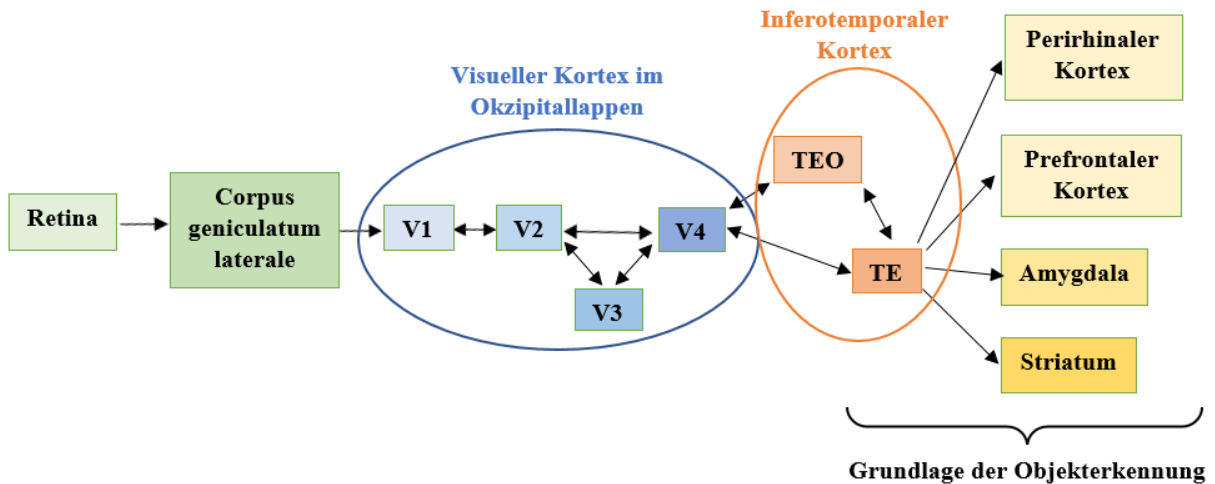 Retina
Corpus
geniculatum
laterale
Visueller Kortex im
Okzipitallappen
V1
V2
V3
V4
Inferotemporaler
Kortex
TEO
TE
Perirhinaler
Kortex
Prefrontaler
Kortex
Amygdala
Striatum
Grundlage der Objekterkennung